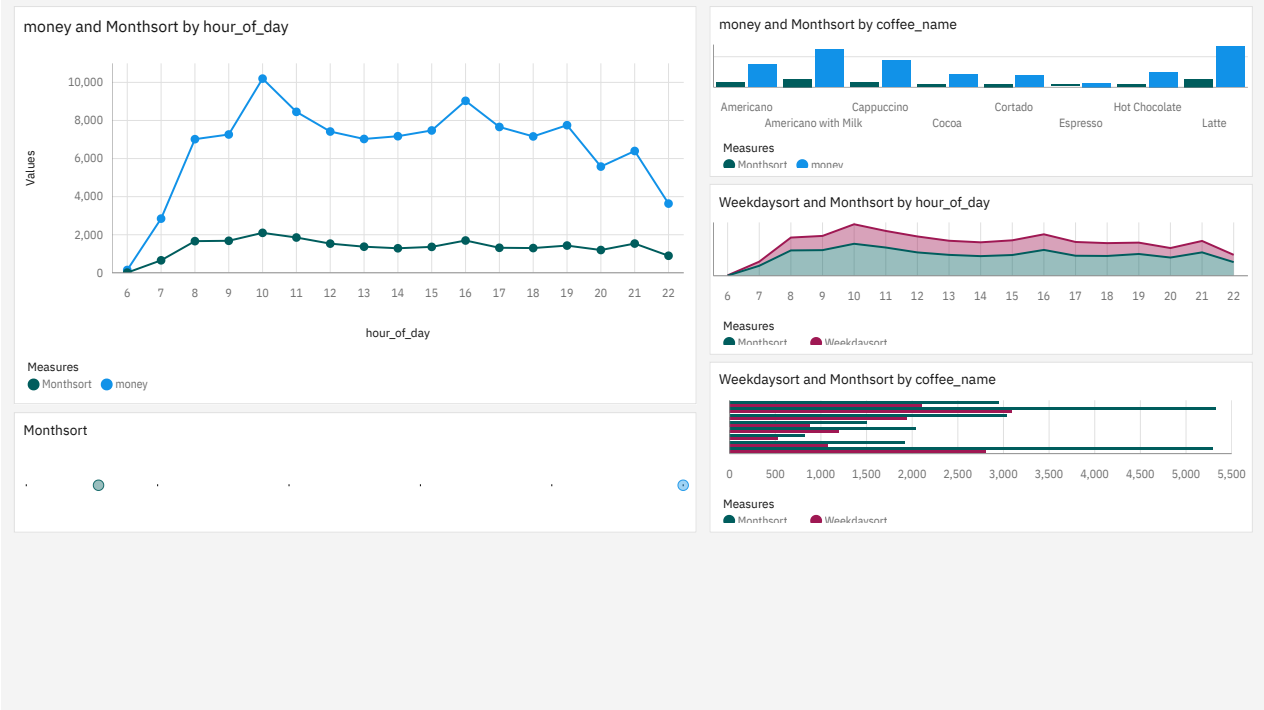 money and Monthsort by hour_of_day
Values
10,000
8,000
6,000
4,000
2,000
0
6 7 8 9 10 11 12 13 14 15 16 17 18 19 20 21 22
hour_of_day
Measures
Monthsort money
Monthsort
money and Monthsort by coffee_name
Americano Cappuccino Cortado Hot Chocolate
Americano with Milk Cocoa Espresso Latte
Measures
Monthsort money
Weekdaysort and Monthsort by hour_of_day
6 7 8 9 10 11 12 13 14 15 16 17 18 19 20 21 22
Measures
Monthsort Weekdaysort
Weekdaysort and Monthsort by coffee_name
0 500 1,000 1,500 2,000 2,500 3,000 3,500 4,000 4,500 5,000 5,500
Measures
Monthsort Weekdaysort